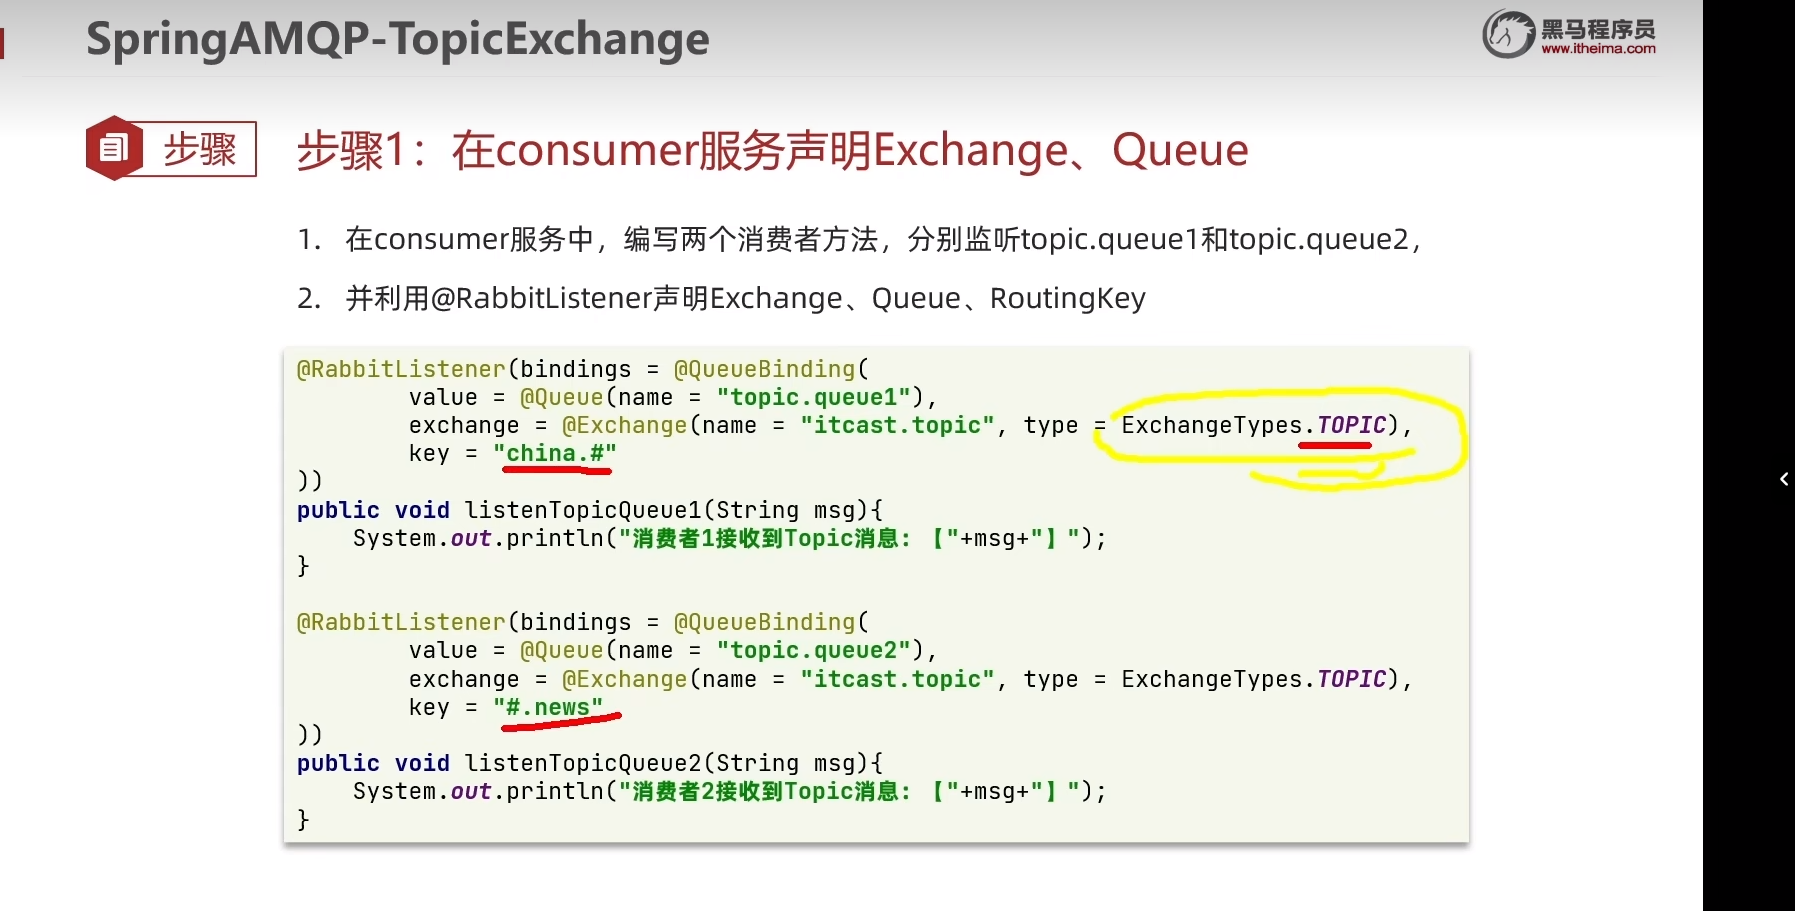 SpringAMQP-TopicExchange
黑马程序员
www.itheima.com
步骤
步骤1：在consumer服务声明Exchange、Queue
1. 在consumer服务中，编写两个消费者方法，分别监听topic.queue1和topic.queue2，
2. 并利用@RabbitListener声明Exchange、Queue、RoutingKey
@RabbitListener(bindings = @QueueBinding(
        value = @Queue(name = "topic.queue1"),
        exchange = @Exchange(name = "itcast.topic", type = ExchangeTypes.TOPIC),
        key = "china.#"
))
public void listenTopicQueue1(String msg){
    System.out.println("消费者1接收到Topic消息：【"+msg+"】");
}
@RabbitListener(bindings = @QueueBinding(
        value = @Queue(name = "topic.queue2"),
        exchange = @Exchange(name = "itcast.topic", type = ExchangeTypes.TOPIC),
        key = "#.news"
))
public void listenTopicQueue2(String msg){
    System.out.println("消费者2接收到Topic消息：【"+msg+"】");
}